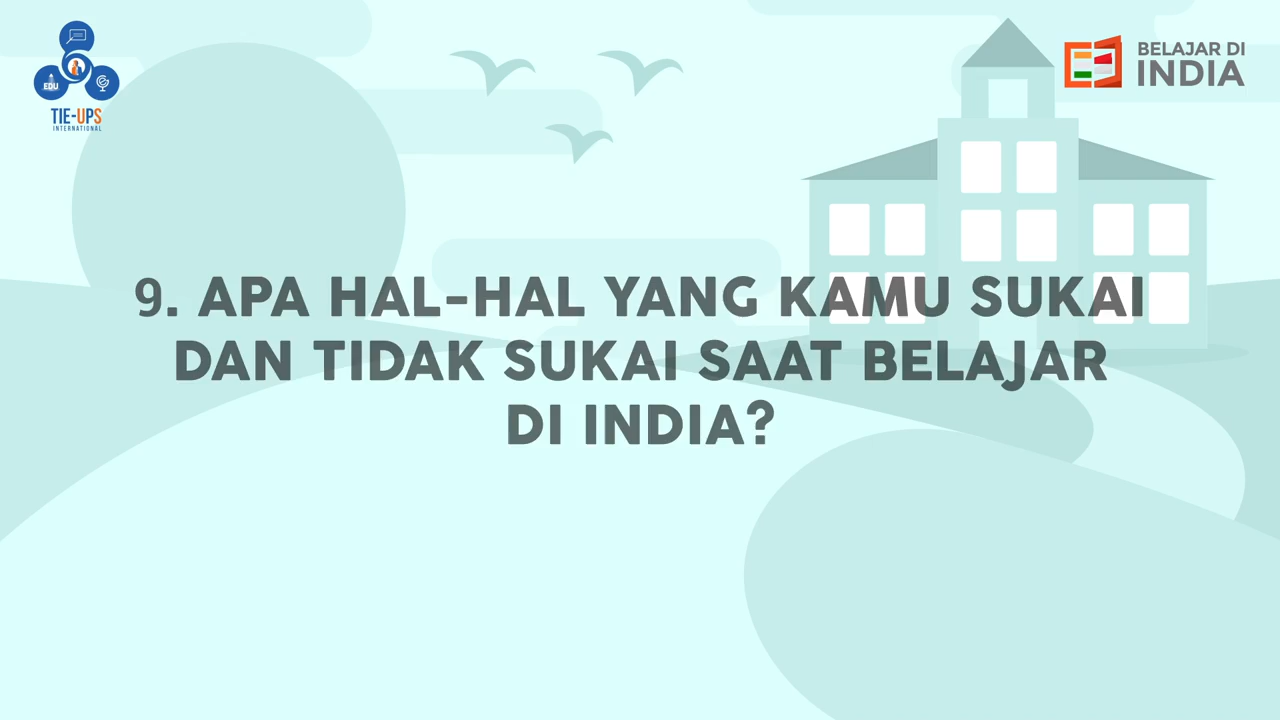 EDU
TIE-UPS
INTERNATIONAL
BELAJAR DI
INDIA
9. APA HAL-HAL YANG KAMU SUKAI
DAN TIDAK SUKAI SAAT BELAJAR
DI INDIA?